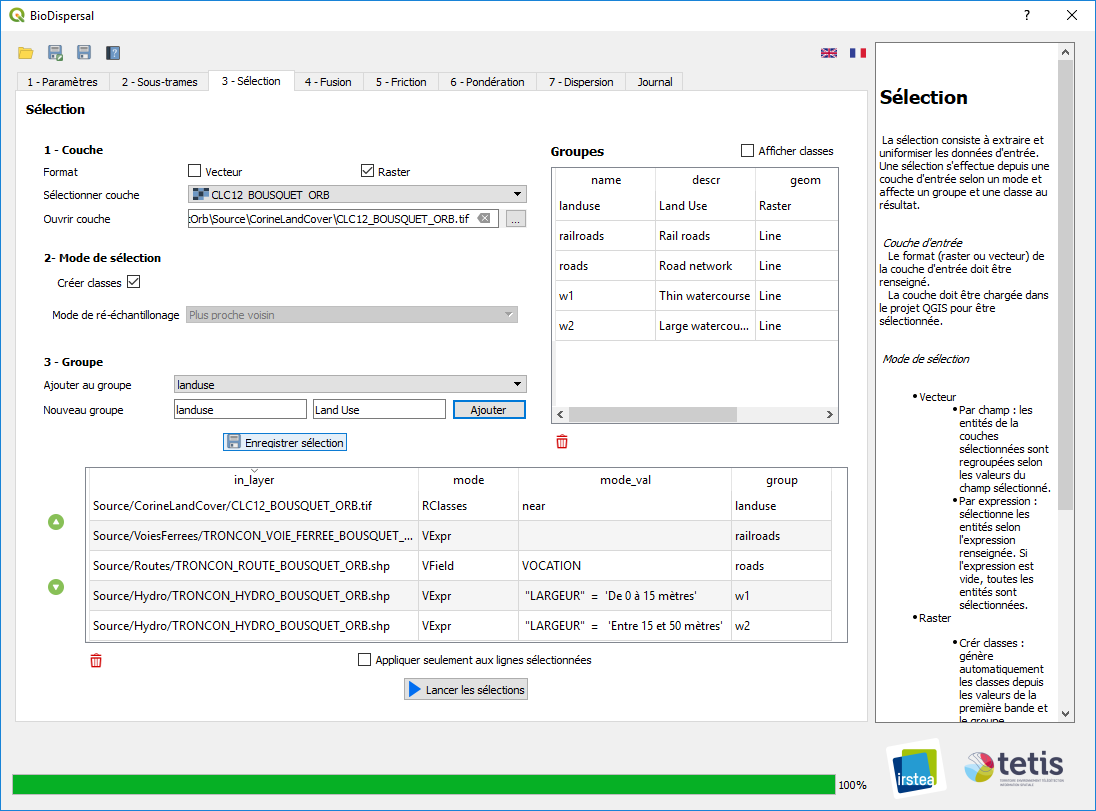 BioDispersal
?
1 - Paramètres 2 - Sous-trames 3 - Sélection 4 - Fusion 5 - Friction 6 - Pondération 7 - Dispersion Journal
Sélection
1 - Couche
Format Vecteur Raster
Sélectionner couche CLC12_BOUSQUET_ORB
Ouvrir couche :Orb\Source\CorineLandCover\CLC12_BOUSQUET_ORB.tif ...
2- Mode de sélection
Créer classes
Mode de ré-échantillonage Plus proche voisin
3 - Groupe
Ajouter au groupe landuse
Nouveau groupe landuse Land Use Ajouter
Enregistrer sélection
Groupes Afficher classes
name descr geom
landuse Land Use Raster
railroads Rail roads Line
roads Road network Line
w1 Thin watercourse Line
w2 Large watercou... Line
in_layer mode mode_val group
Source/CorineLandCover/CLC12_BOUSQUET_ORB.tif RClasses near landuse
Source/VoiesFerrees/TRONCON_VOIE_FERREE_BOUSQUET_... VExpr railroads
Source/Routes/TRONCON_ROUTE_BOUSQUET_ORB.shp VField VOCATION roads
Source/Hydro/TRONCON_HYDRO_BOUSQUET_ORB.shp VExpr "LARGEUR" = 'De 0 à 15 mètres' w1
Source/Hydro/TRONCON_HYDRO_BOUSQUET_ORB.shp VExpr "LARGEUR" = 'Entre 15 et 50 mètres' w2
Appliquer seulement aux lignes sélectionnées
Lancer les sélections
Sélection
La sélection consiste à extraire et
uniformiser les données d'entrée.
Une sélection s'effectue depuis une
couche d'entrée selon un mode et
affecte un groupe et une classe au
résultat.
Couche d'entrée
Le format (raster ou vecteur) de
la couche d'entrée doit être
renseigné.
La couche doit être chargée dans
le projet QGIS pour être
sélectionnée.
Mode de sélection
• Vecteur
• Par champ : les
entités de la
couches
sélectionnées sont
regroupées selon
les valeurs du
champ sélectionné.
• Par expression :
sélectionne les
entités selon
l'expression
renseignée. Si
l'expression est
vide, toutes les
entités sont
sélectionnées.
• Raster
• Crér classes :
génère
automatiquement
les classes depuis
les valeurs de la
première bande et
le groupe
100%
irstea
tetis